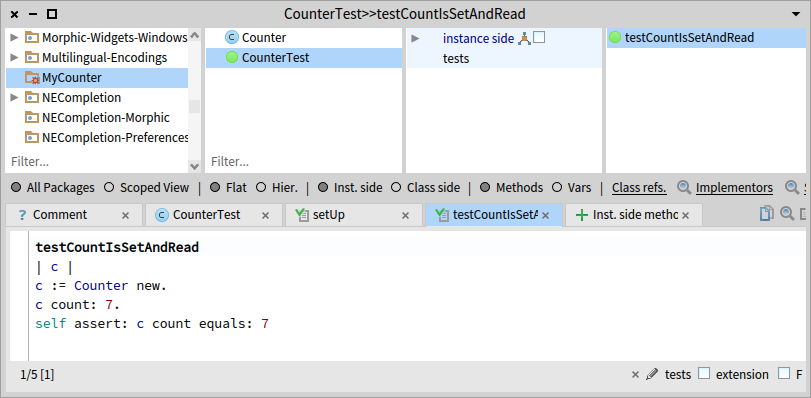 CounterTest>>testCountIsSetAndRead
Morphic-Widgets-Windows
Multilingual-Encodings
MyCounter
NECompletion
NECompletion-Morphic
NECompletion-Preferences
Filter...
Counter
CounterTest
Filter...
instance side
tests
testCountIsSetAndRead
All Packages Scoped View | Flat Hier. | Inst. side Class side | Methods Vars | Class refs. Implementors
? Comment × CounterTest × setUp × testCountIsSetA × Inst. side metho ×
testCountIsSetAndRead
| c |
c := Counter new.
c count: 7.
self assert: c count equals: 7
1/5 [1] × tests extension F